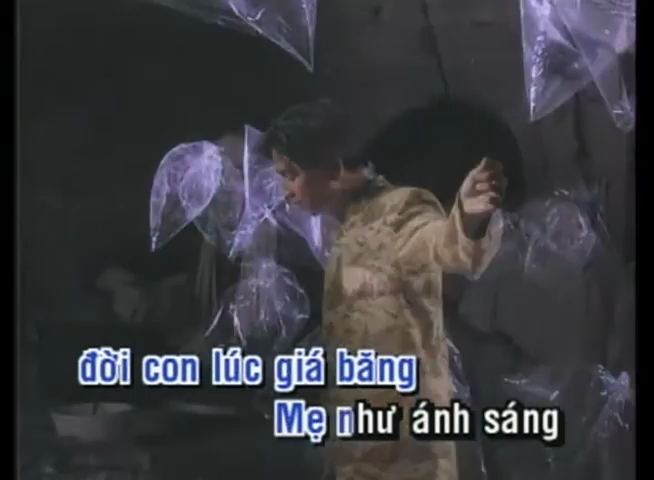 đời con lúc giá băng
Mẹ như ánh sáng